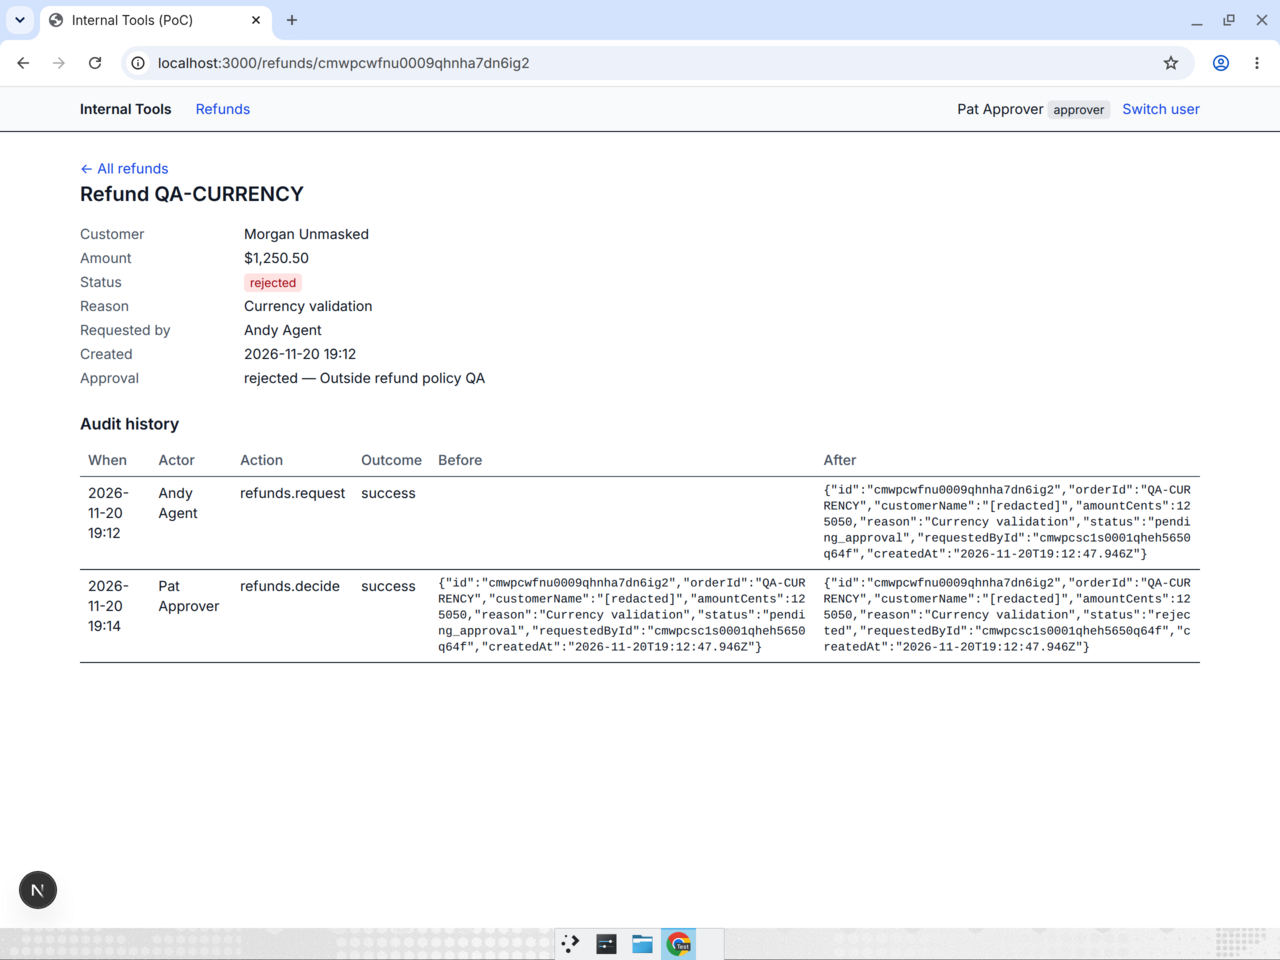 Internal Tools (PoC)
localhost:3000/refunds/cmwpcwfnu0009qhnha7dn6ig2
Internal Tools Refunds Pat Approver approver Switch user
← All refunds
Refund QA-CURRENCY
Customer Morgan Unmasked
Amount $1,250.50
Status rejected
Reason Currency validation
Requested by Andy Agent
Created 2026-11-20 19:12
Approval rejected — Outside refund policy QA
Audit history
When Actor Action Outcome Before After
2026-
11-20
19:12
Andy
Agent
refunds.request
success
{"id":"cmwpcwfnu0009qhnha7dn6ig2","orderId":"QA-CUR
RENCY","customerName":"[redacted]","amountCents":12
5050,"reason":"Currency validation","status":"pendi
ng_approval","requestedById":"cmwpcsc1s0001qheh5650
q64f","createdAt":"2026-11-20T19:12:47.946Z"}
2026-
11-20
19:14
Pat
Approver
refunds.decide
success
{"id":"cmwpcwfnu0009qhnha7dn6ig2","orderId":"QA-CUR
RENCY","customerName":"[redacted]","amountCents":12
5050,"reason":"Currency validation","status":"pendi
ng_approval","requestedById":"cmwpcsc1s0001qheh5650
q64f","createdAt":"2026-11-20T19:12:47.946Z"}
{"id":"cmwpcwfnu0009qhnha7dn6ig2","orderId":"QA-CUR
RENCY","customerName":"[redacted]","amountCents":12
5050,"reason":"Currency validation","status":"rejec
ted","requestedById":"cmwpcsc1s0001qheh5650q64f","c
reatedAt":"2026-11-20T19:12:47.946Z"}
N
Test